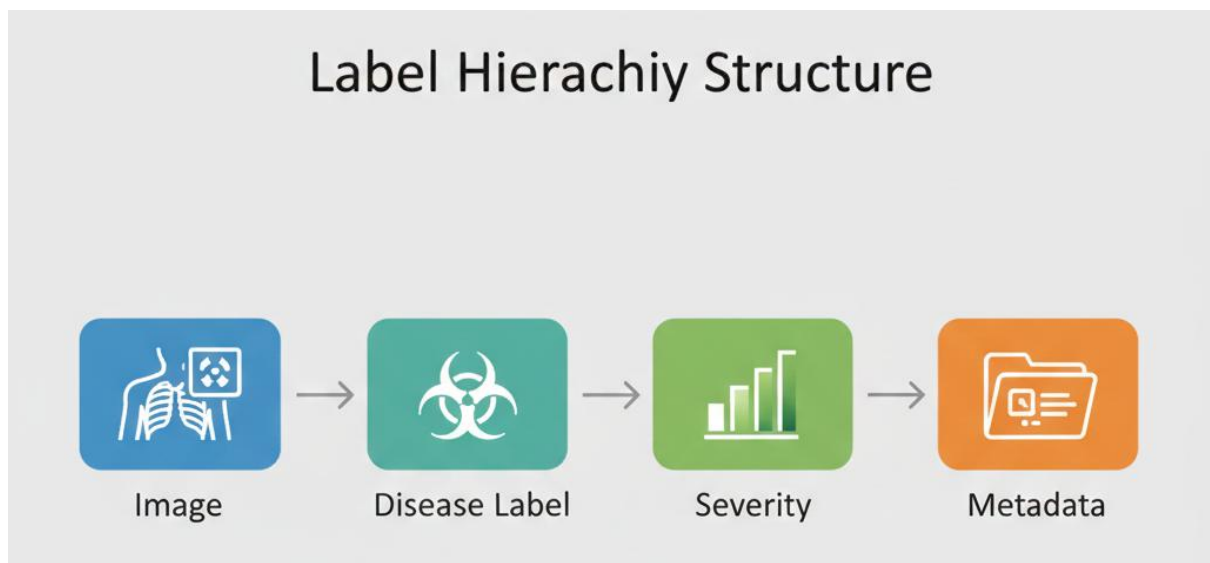 Label Hierachiy Structure
Image
Disease Label
Severity
Metadata